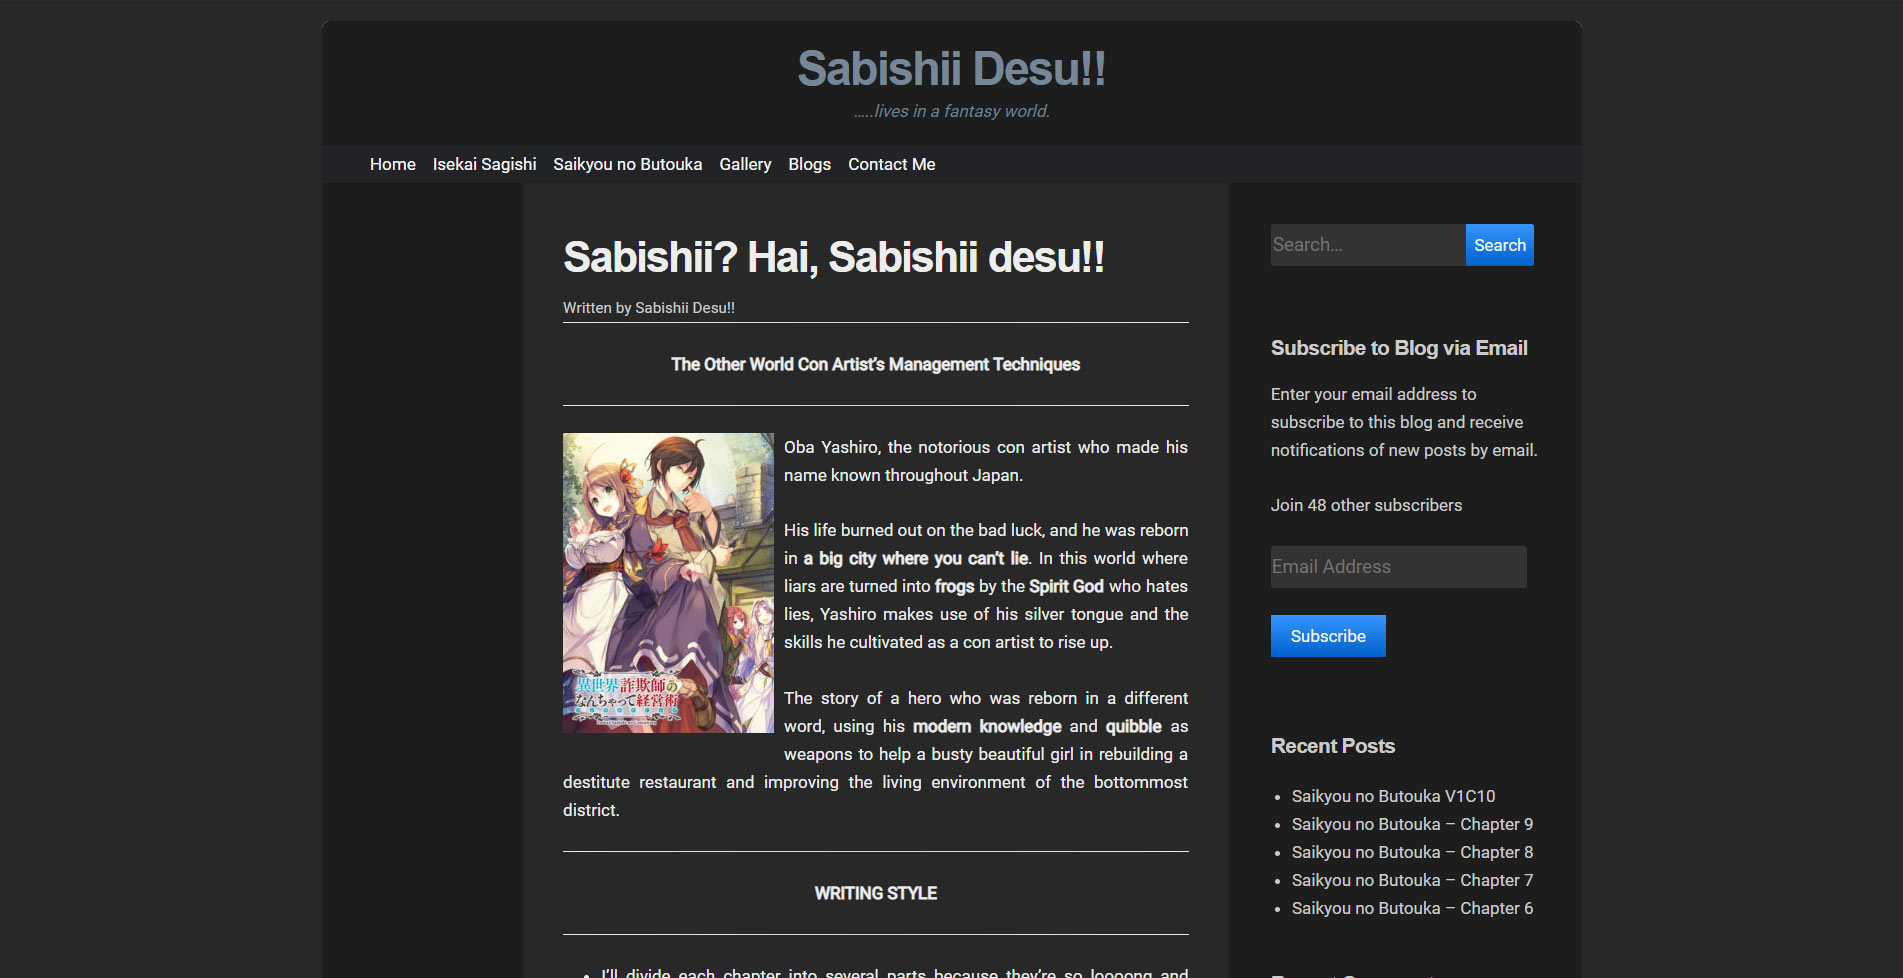 Sabishii Desu!!
.....lives in a fantasy world.
Home Isekai Sagishi Saikyou no Butouka Gallery Blogs Contact Me
Sabishii? Hai, Sabishii desu!!
Written by Sabishii Desu!!
The Other World Con Artist’s Management Techniques
異世界詐欺師の
なんちゃって経営術
Oba Yashiro, the notorious con artist who made his
name known throughout Japan.
His life burned out on the bad luck, and he was reborn
in a big city where you can’t lie. In this world where
liars are turned into frogs by the Spirit God who hates
lies, Yashiro makes use of his silver tongue and the
skills he cultivated as a con artist to rise up.
The story of a hero who was reborn in a different
word, using his modern knowledge and quibble as
weapons to help a busty beautiful girl in rebuilding a
destitute restaurant and improving the living environment of the bottommost
district.
WRITING STYLE
• I’ll divide each chapter into several parts because they’re so loooong and
Search...
Search
Subscribe to Blog via Email
Enter your email address to
subscribe to this blog and receive
notifications of new posts by email.
Join 48 other subscribers
Email Address
Subscribe
Recent Posts
• Saikyou no Butouka V1C10
• Saikyou no Butouka – Chapter 9
• Saikyou no Butouka – Chapter 8
• Saikyou no Butouka – Chapter 7
• Saikyou no Butouka – Chapter 6